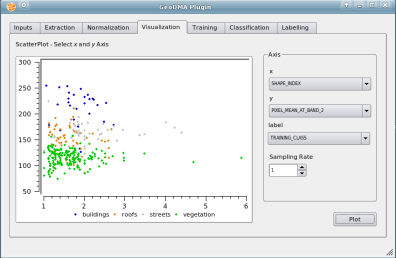 GeoDMA Plugin
Inputs Extraction Normalization Visualization Training Classification Labelling
ScatterPlot - Select x and y Axis
Axis
x
SHAPE_INDEX
y
PIXEL_MEAN_AT_BAND_2
label
TRAINING_CLASS
Sampling Rate
1
Plot
300
250
200
150
100
50
1 2 3 4 5 6
buildings roofs streets vegetation